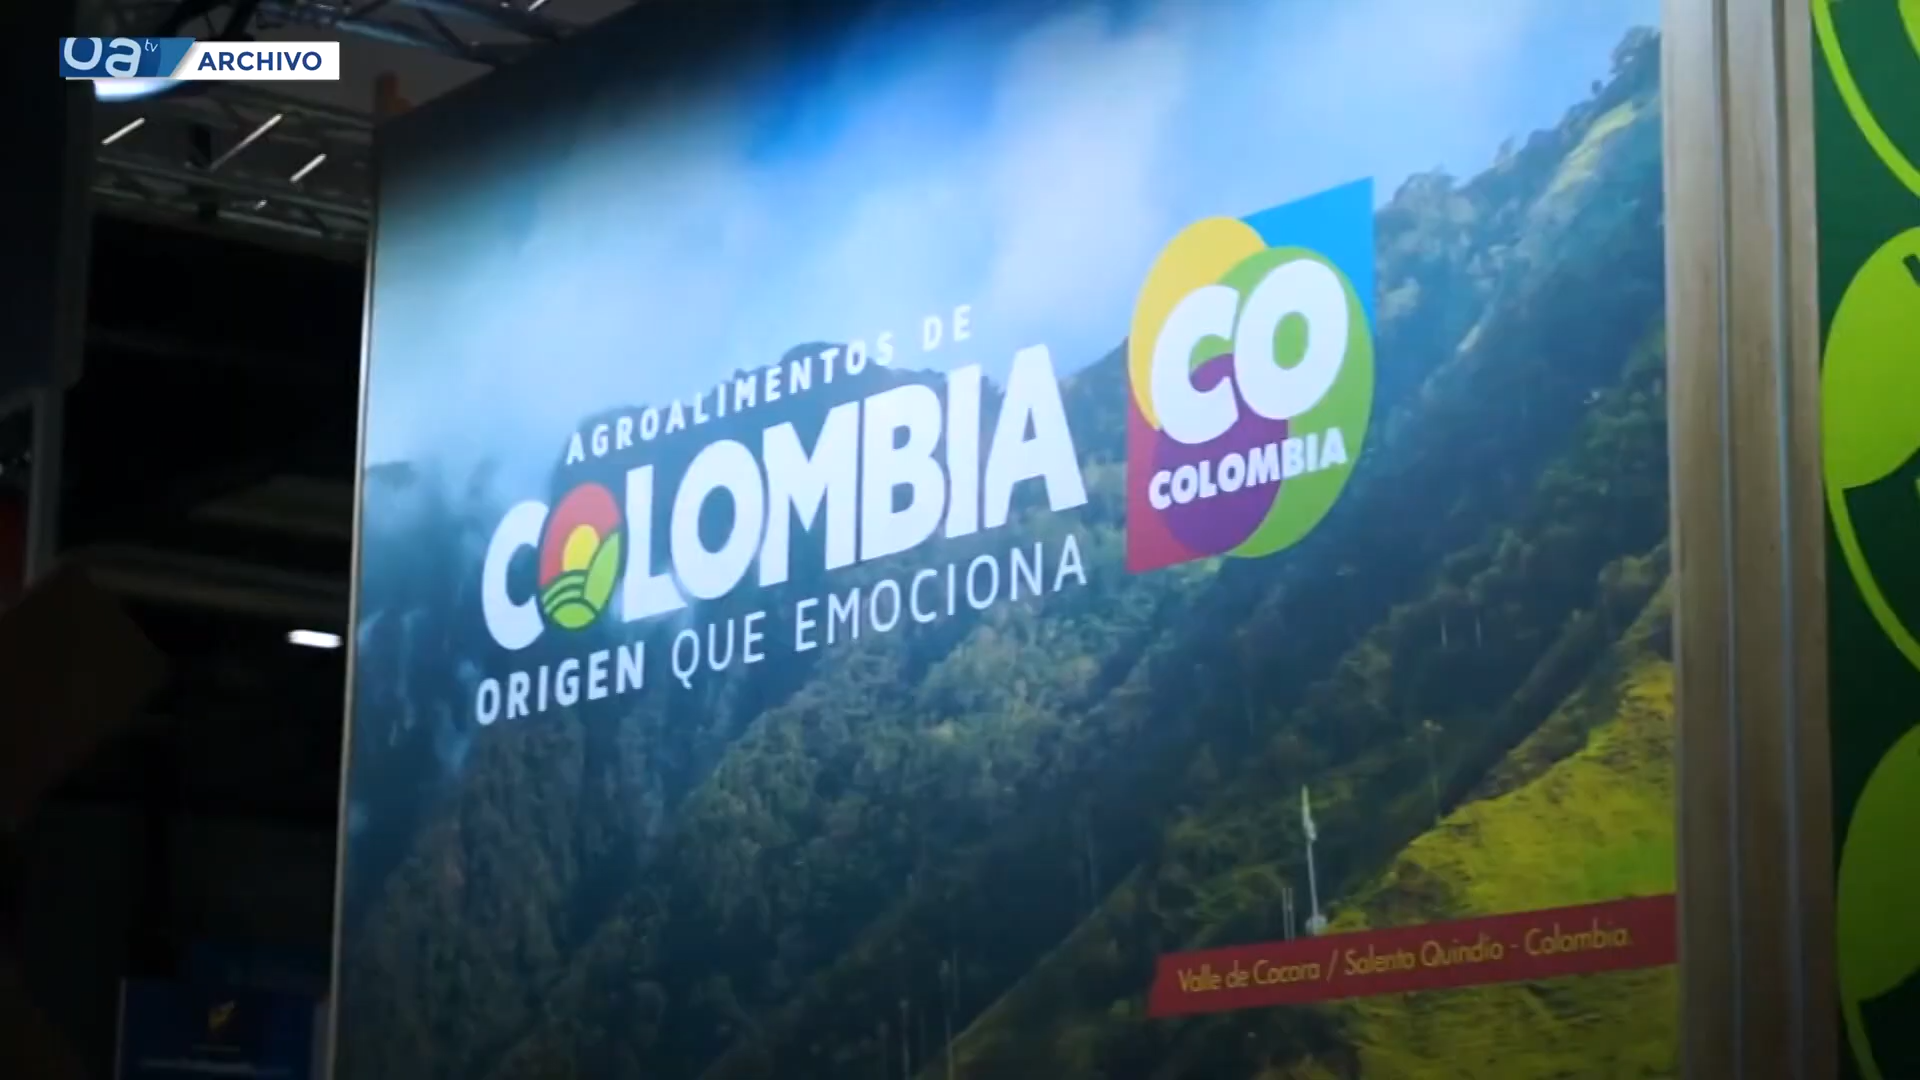 oa tv
ARCHIVO
AGROALIMENTOS DE
COLOMBIA
ORIGEN QUE EMOCIONA
CO
COLOMBIA
Valle de Cocora / Salento Quindío - Colombia.